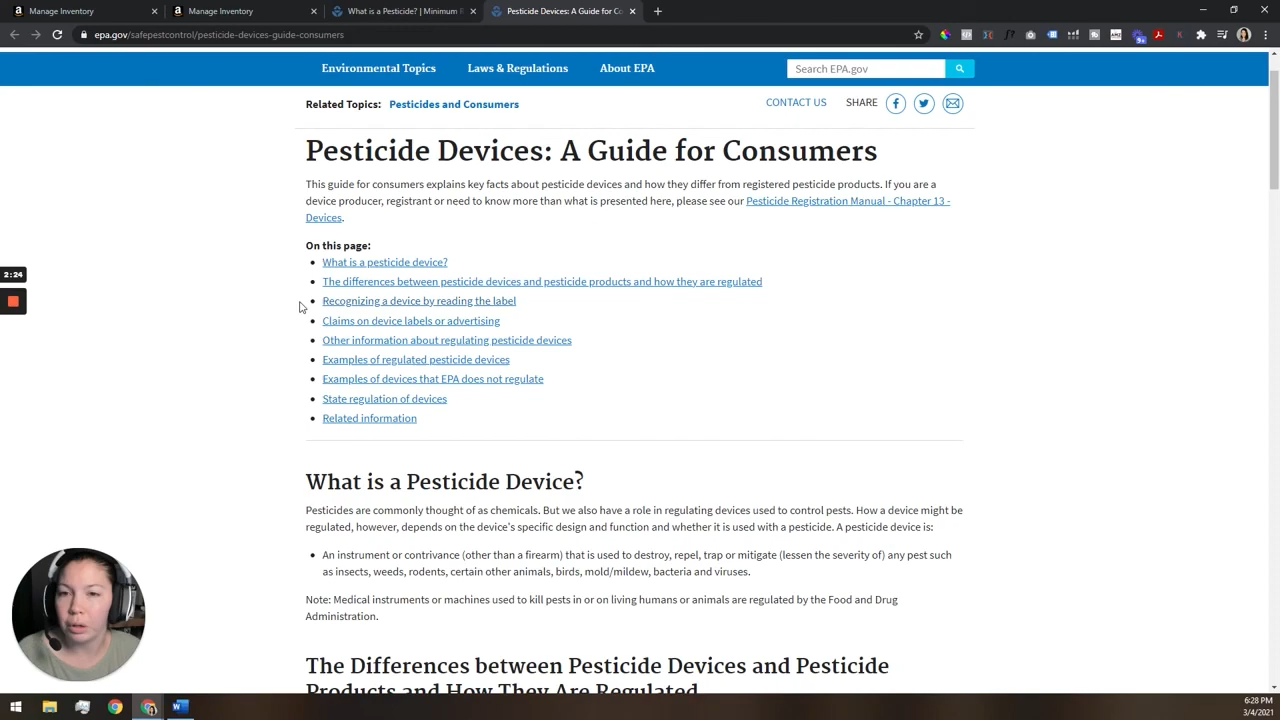 Manage Inventory
Manage Inventory
What is a Pesticide? | Minimum R
Pesticide Devices: A Guide for Co
epa.gov/safepestcontrol/pesticide-devices-guide-consumers
Environmental Topics
Laws & Regulations
About EPA
Search EPA.gov
Related Topics: Pesticides and Consumers
CONTACT US
SHARE
Pesticide Devices: A Guide for Consumers
This guide for consumers explains key facts about pesticide devices and how they differ from registered pesticide products. If you are a
device producer, registrant or need to know more than what is presented here, please see our Pesticide Registration Manual - Chapter 13 -
Devices.
On this page:
What is a pesticide device?
The differences between pesticide devices and pesticide products and how they are regulated
2:24
Recognizing a device by reading the label
Claims on device labels or advertising
Other information about regulating pesticide devices
Examples of regulated pesticide devices
Examples of devices that EPA does not regulate
State regulation of devices
Related information
What is a Pesticide Device?
Pesticides are commonly thought of as chemicals. But we also have a role in regulating devices used to control pests. How a device might be
regulated, however, depends on the device's specific design and function and whether it is used with a pesticide. A pesticide device is:
An instrument or contrivance (other than a firearm) that is used to destroy, repel, trap or mitigate (lessen the severity of) any pest such
as insects, weeds, rodents, certain other animals, birds, mold/mildew, bacteria and viruses.
Note: Medical instruments or machines used to kill pests in or on living humans or animals are regulated by the Food and Drug
Administration.
The Differences between Pesticide Devices and Pesticide
Products and How They Are Regulated
6:28 PM
3/4/2021